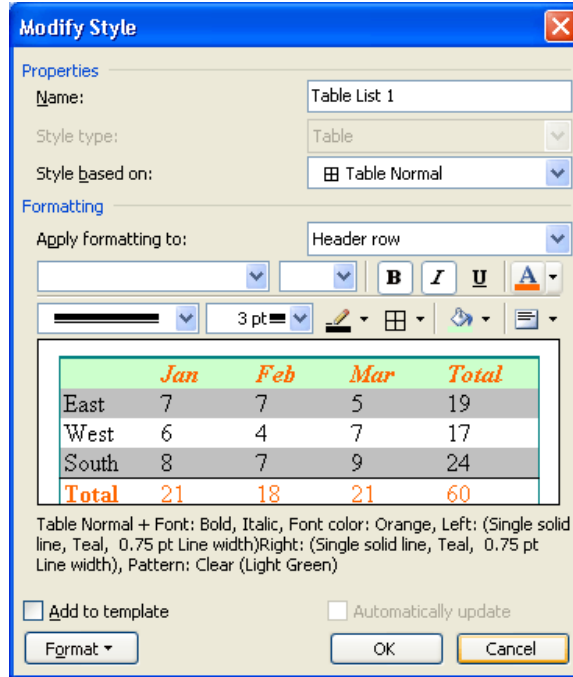 Modify Style
Properties
Name: Table List 1
Style type: Table
Style based on: Table Normal
Formatting
Apply formatting to: Header row
B I U A
3 pt
Jan Feb Mar Total
East 7 7 5 19
West 6 4 7 17
South 8 7 9 24
Total 21 18 21 60
Table Normal + Font: Bold, Italic, Font color: Orange, Left: (Single solid
line, Teal,  0.75 pt Line width)Right: (Single solid line, Teal,  0.75 pt
Line width), Pattern: Clear (Light Green)
Add to template Automatically update
Format OK Cancel